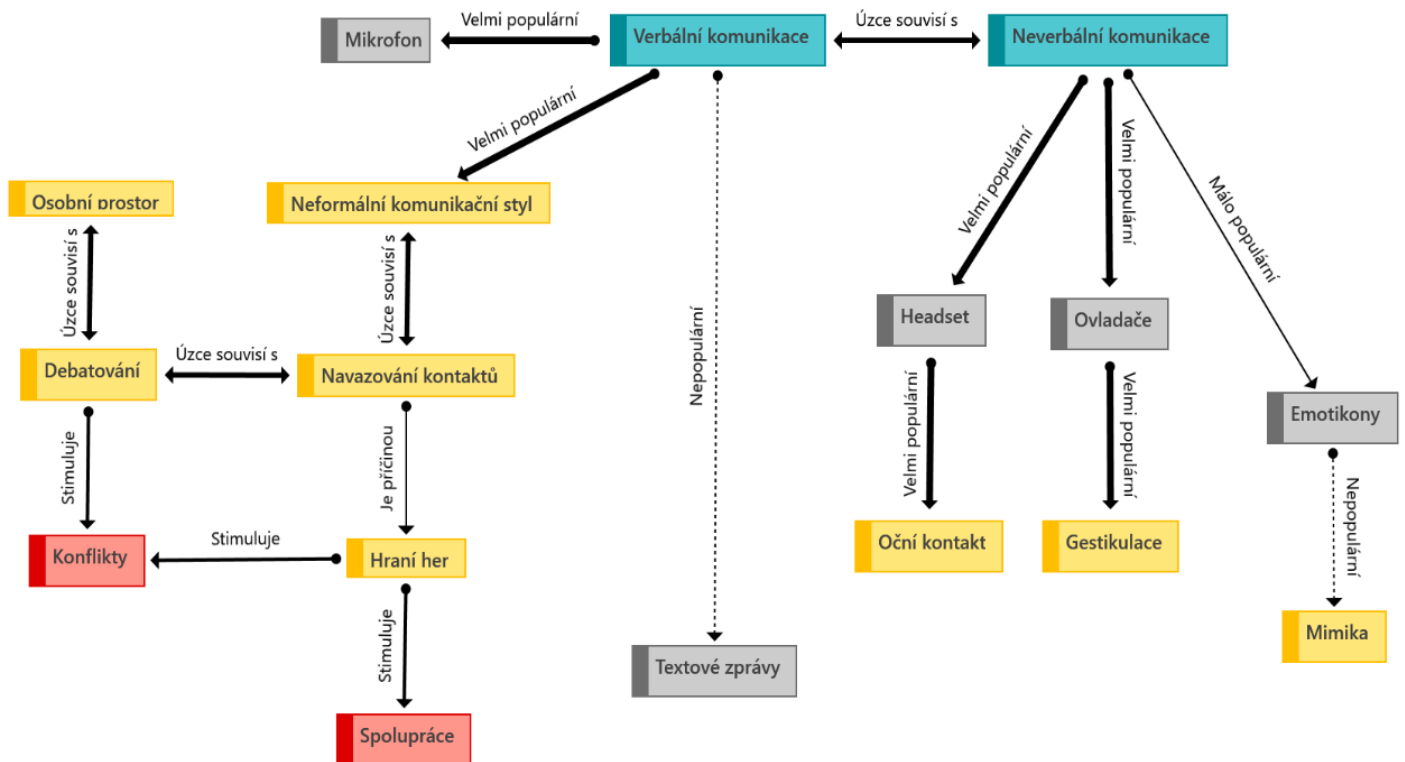 Velmi populární
Úzce souvisí s
Mikrofon
Verbální komunikace
Neverbální komunikace
Velmi populární
Velmi populární
Velmi populární
Málo populární
Osobní prostor
Neformální komunikační styl
Úzce souvisí s
Úzce souvisí s
Headset
Ovladače
Nepopulární
Debatování
Úzce souvisí s
Navazování kontaktů
Velmi populární
Velmi populární
Emotikony
Stimuluje
Je příčinou
Nepopulární
Konflikty
Stimuluje
Hraní her
Oční kontakt
Gestikulace
Stimuluje
Mimika
Textové zprávy
Spolupráce